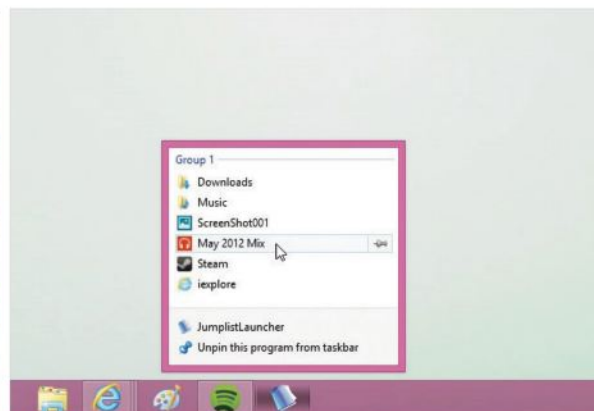 Group 1
Downloads
Music
ScreenShot001
May 2012 Mix
Steam
iexplore
JumplistLauncher
Unpin this program from taskbar